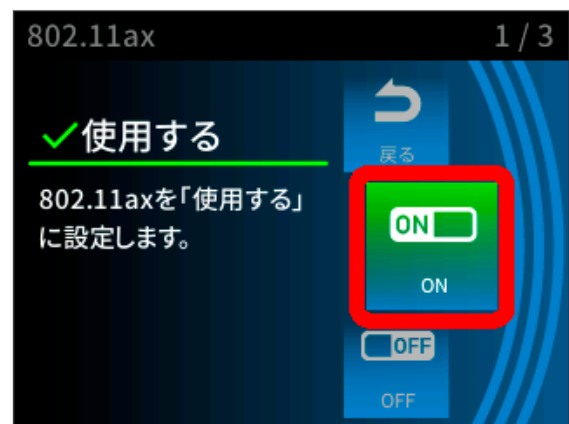 802.11ax
1/3
使用する
戻る
802.11axを「使用する」
に設定します。
ON
ON
OFF
OFF